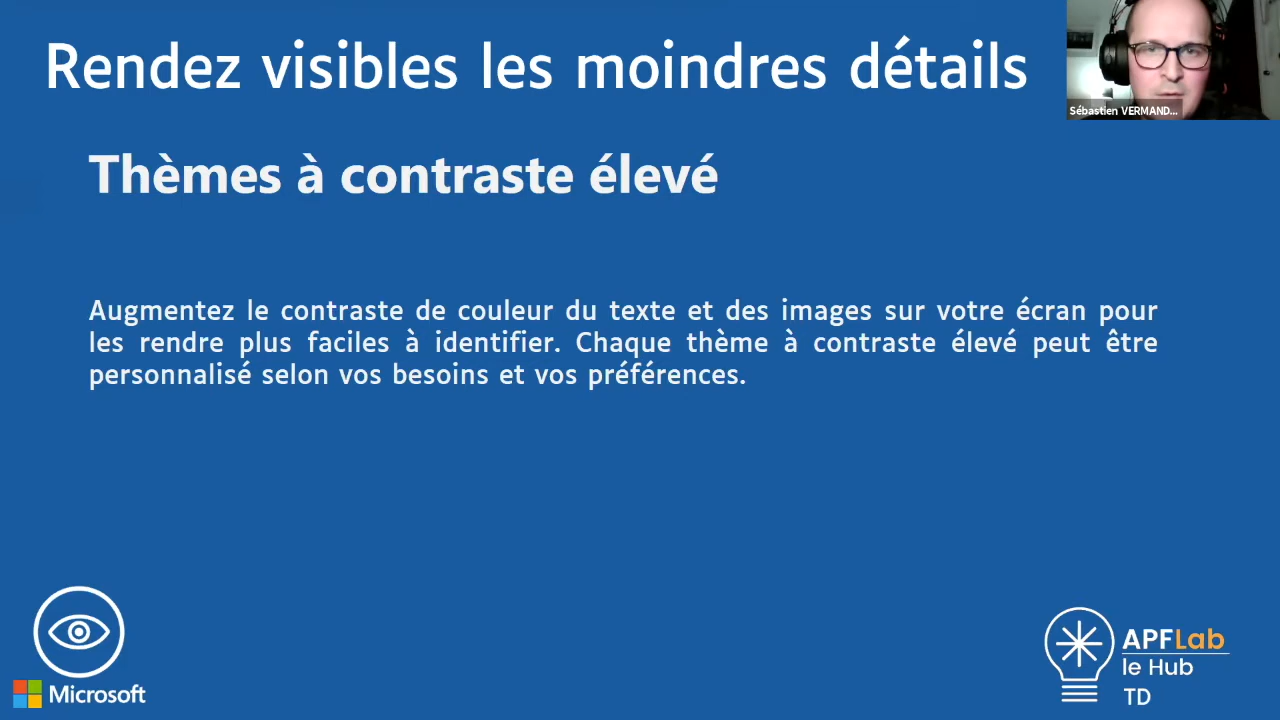 Rendez visibles les moindres détails
Sébastien VERMAND...
Thèmes à contraste élevé
Augmentez le contraste de couleur du texte et des images sur votre écran pour
les rendre plus faciles à identifier. Chaque thème à contraste élevé peut être
personnalisé selon vos besoins et vos préférences.
Microsoft
APFLab
le Hub
TD